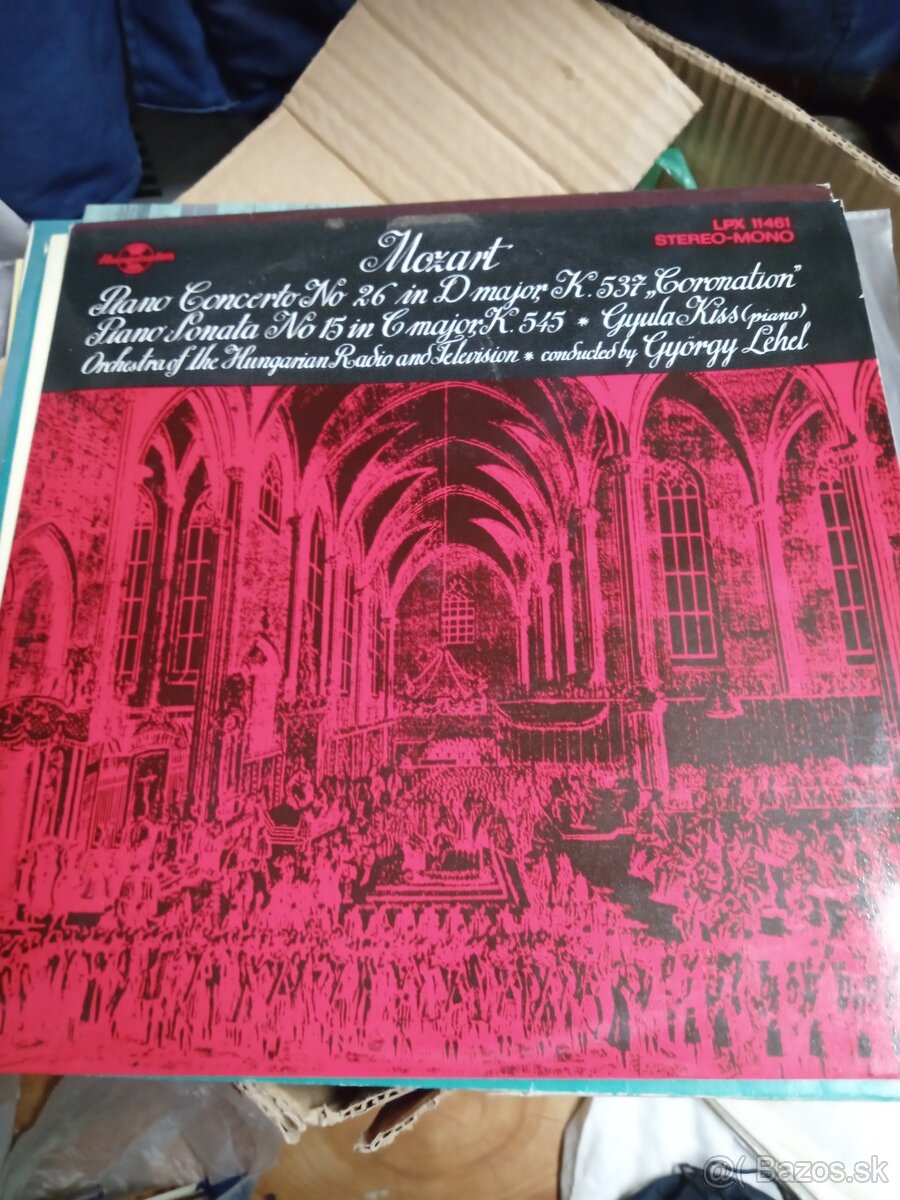 LPX 11461
STEREO-MONO
Mozart
Piano Concerto No 26 in D major, K. 537 „Coronation”
Piano Sonata No 15 in C major, K. 545 * Gyula Kiss (piano)
Orchestra of the Hungarian Radio and Television * conducted by György Lehel
@( Bazos.sk